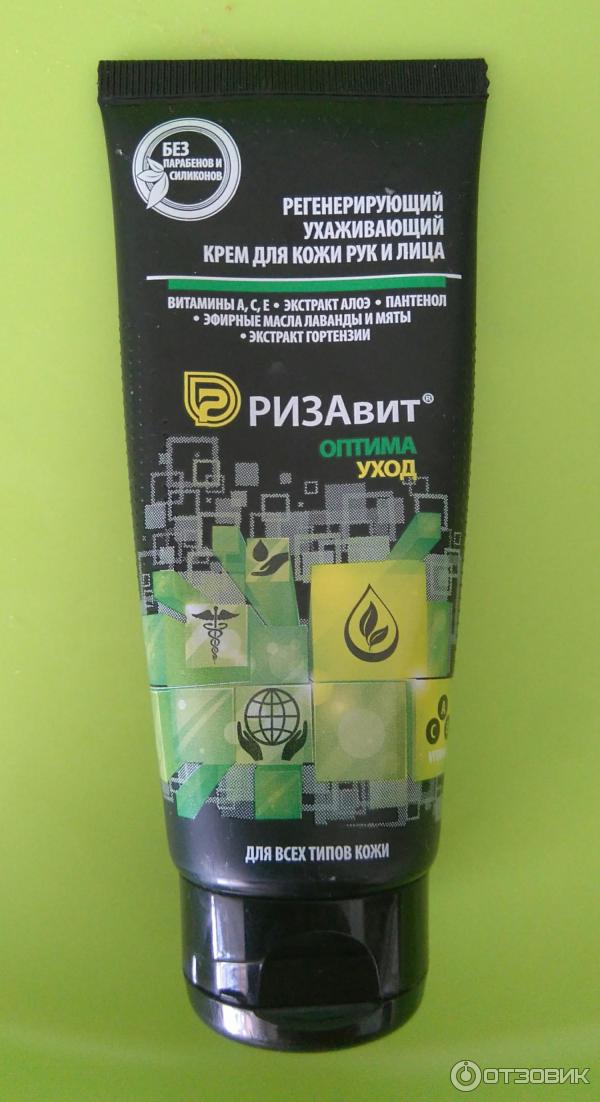 БЕЗ
ПАРАБЕНОВ И
СИЛИКОНОВ
РЕГЕНЕРИРУЮЩИЙ
УХАЖИВАЮЩИЙ
КРЕМ ДЛЯ КОЖИ РУК И ЛИЦА
ВИТАМИНЫ А, С, Е • ЭКСТРАКТ АЛОЭ • ПАНТЕНОЛ
• ЭФИРНЫЕ МАСЛА ЛАВАНДЫ И МЯТЫ
• ЭКСТРАКТ ГОРТЕНЗИИ
РИЗАвит®
ОПТИМА
УХОД
A
C
ДЛЯ ВСЕХ ТИПОВ КОЖИ
ОТЗОВИК